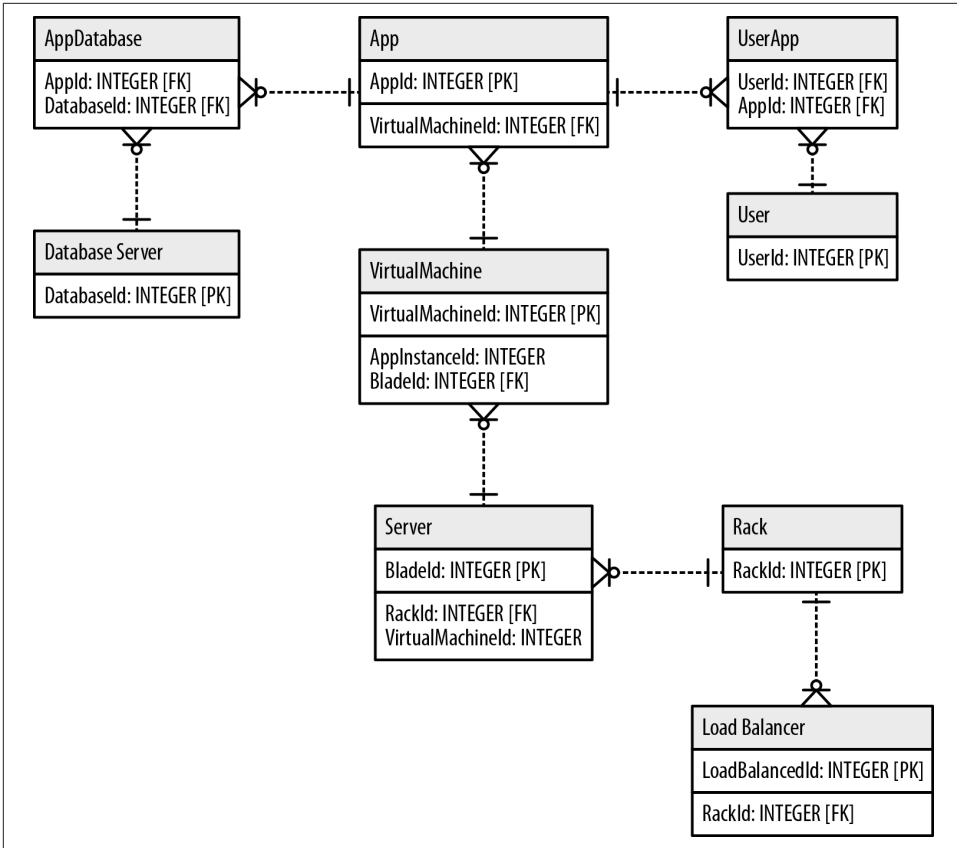 AppDatabase
AppId: INTEGER [FK]
DatabaseId: INTEGER [FK]
App
AppId: INTEGER [PK]
VirtualMachineId: INTEGER [FK]
UserApp
UserId: INTEGER [FK]
AppId: INTEGER [FK]
Database Server
DatabaseId: INTEGER [PK]
VirtualMachine
VirtualMachineId: INTEGER [PK]
AppInstanceId: INTEGER
BladeId: INTEGER [FK]
User
UserId: INTEGER [PK]
Server
BladeId: INTEGER [PK]
RackId: INTEGER [FK]
VirtualMachineId: INTEGER
Rack
RackId: INTEGER [PK]
Load Balancer
LoadBalancedId: INTEGER [PK]
RackId: INTEGER [FK]